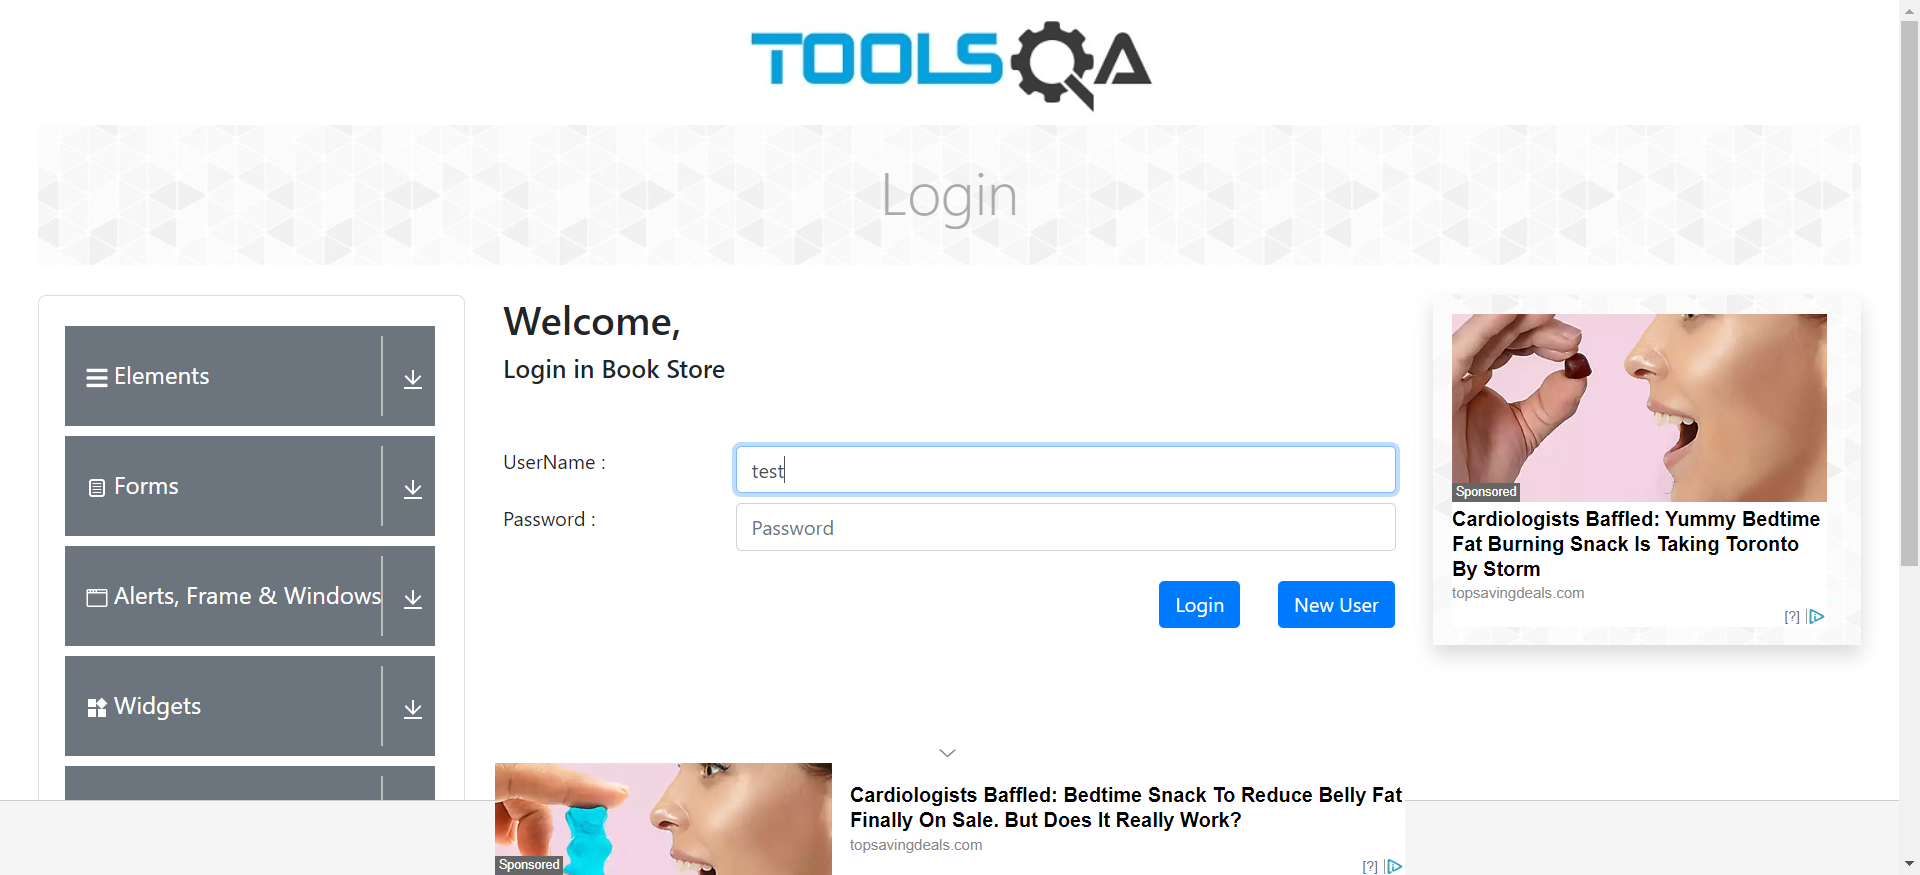 TOOLSQA
Login
Elements
Forms
Alerts, Frame & Windows
Widgets
Welcome,
Login in Book Store
UserName :
test
Password :
Password
Login
New User
Sponsored
Cardiologists Baffled: Yummy Bedtime
Fat Burning Snack Is Taking Toronto
By Storm
topsavingdeals.com
[?]
Sponsored
Cardiologists Baffled: Bedtime Snack To Reduce Belly Fat
Finally On Sale. But Does It Really Work?
topsavingdeals.com
[?]